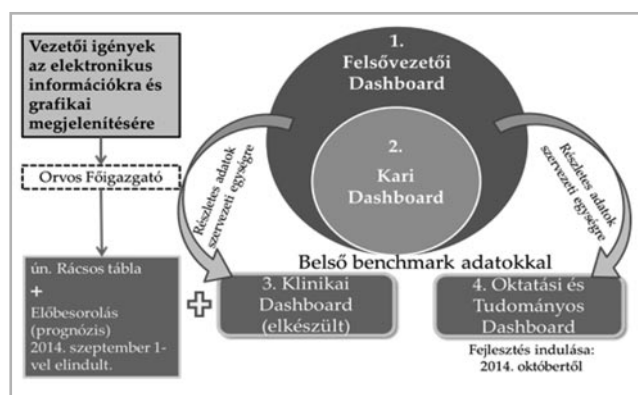 Vezetői igények
az elektronikus
információkra és
grafikai
megjelenítésére
Orvos Főigazgató
ún. Rácsos tábla
+
Előbesorolás
(prognózis)
2014. szeptember 1-
vel elindult.
1.
Felsővezetői
Dashboard
2.
Kari
Dashboard
Részletes adatok
szervezeti egységre
Részletes adatok
szervezeti egységre
Belső benchmark adatokkal
3. Klinikai
Dashboard
(elkészült)
4. Oktatási és
Tudományos
Dashboard
Fejlesztés indulása:
2014. októbertől